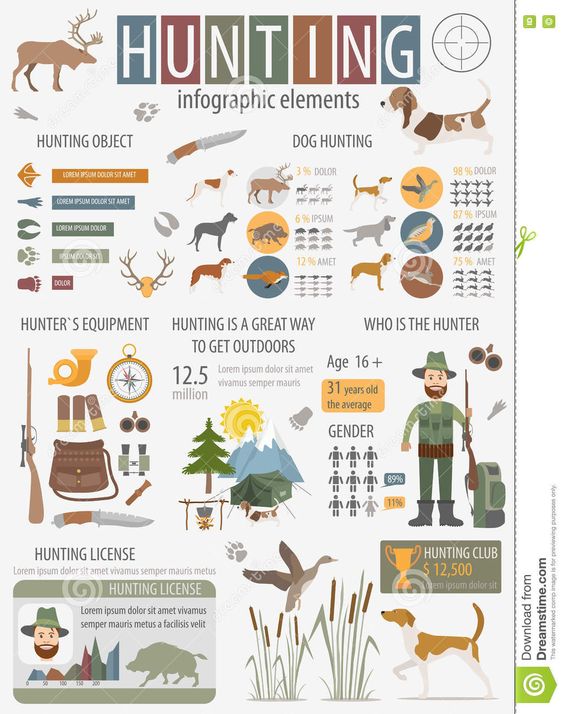 HUNTING
infographic elements
HUNTING OBJECT
DOG HUNTING
LOREM IPSUM DOLOR SIT AMET
LOREM IPSUM DOLOR SIT AMET
LOREM IPSUM DOLOR
IPSUM DOLOR SIT
DOLOR
3 % DOLOR
6 % IPSUM
12 % AMET
98 % DOLOR
87 % IPSUM
75 % AMET
HUNTER`S EQUIPMENT
HUNTING IS A GREAT WAY
TO GET OUTDOORS
12.5
million
Lorem ipsum dolor sit amet
vivamus semper mauris
WHO IS THE HUNTER
Age 16 +
31 years old
the average
GENDER
89%
11%
HUNTING LICENSE
Lorem ipsum dolor sit amet vivamus semper mauris
HUNTING LICENSE
Lorem ipsum dolor sit amet vivamus
semper mauris a facilisis velit
0 50 100 150 200
HUNTING CLUB
$ 12,500
Lorem ipsum dolor sit
Download from
Dreamstime.com
This watermarked comp image is for previewing purposes only.